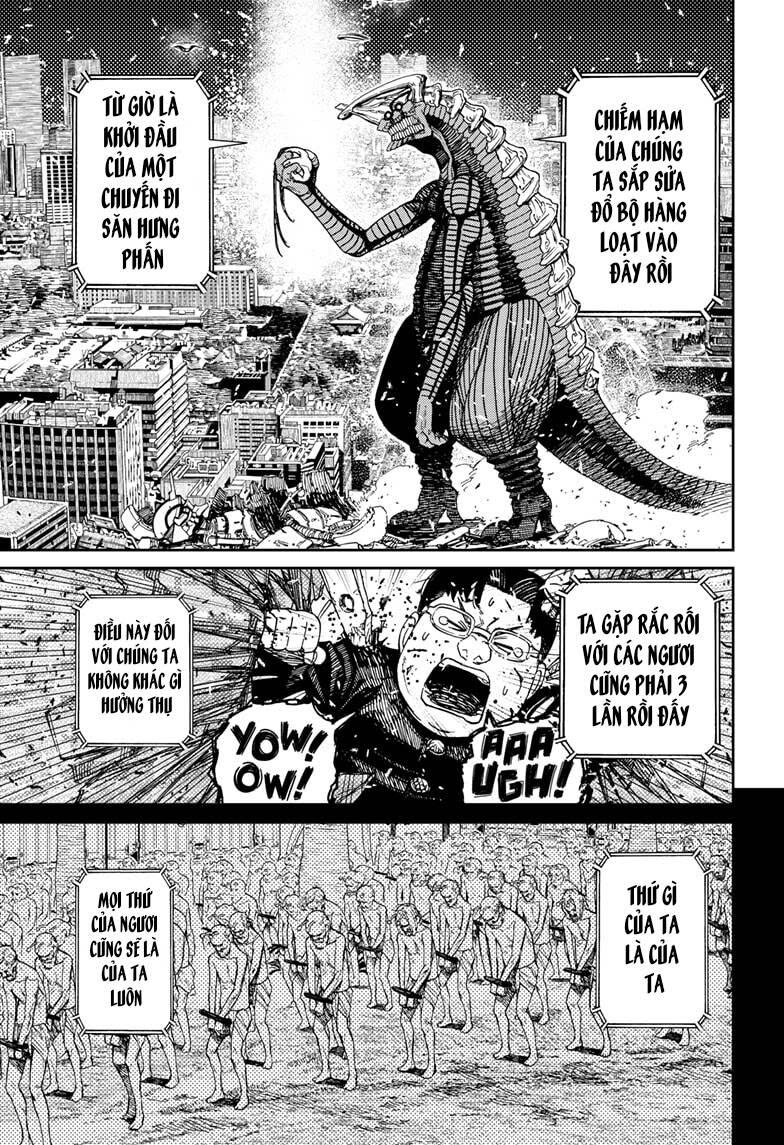 CHIẾM HẠM
CỦA CHÚNG
TA SẮP SỬA
ĐỔ BỘ HÀNG
LOẠT VÀO
ĐÂY RỒI
TỪ GIỜ LÀ
KHỞI ĐẦU
CỦA MỘT
CHUYẾN ĐI
SĂN HƯNG
PHẤN
TA GẶP RẮC RỐI
VỚI CÁC NGƯƠI
CŨNG PHẢI 3
LẦN RỒI ĐẤY
AAA
UGH!
YOW!
OW!
ĐIỀU NÀY ĐỐI
VỚI CHÚNG TA
KHÔNG KHÁC GÌ
HƯỞNG THỤ
THỨ GÌ
CỦA TA
LÀ CỦA
TA
MỌI THỨ
CỦA NGƯƠI
CŨNG SẼ LÀ
CỦA TA
LUÔN